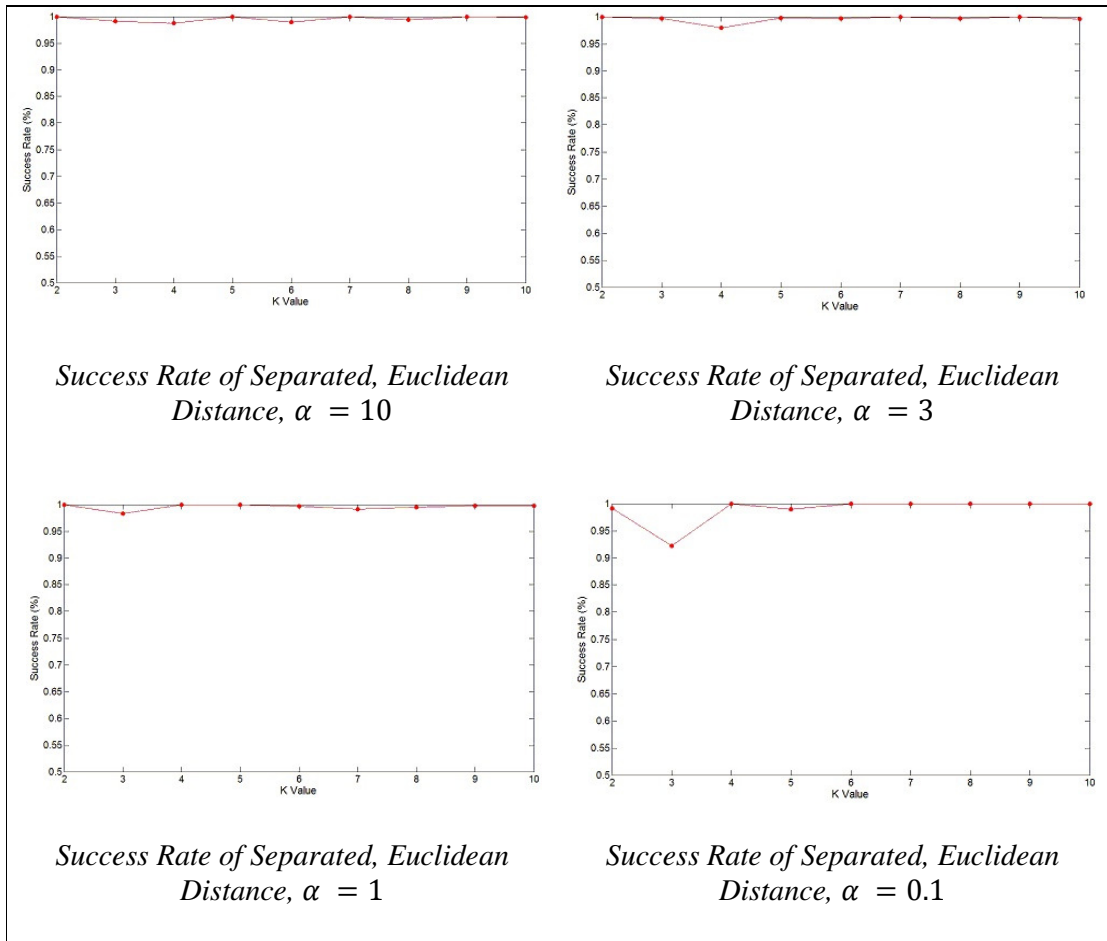 1
0.95
0.9
0.85
0.8
0.75
0.7
0.65
0.6
0.55
0.5
Success Rate (%)
2 3 4 5 6 7 8 9 10
K Value
Success Rate of Separated, Euclidean
Distance, α = 10
1
0.95
0.9
0.85
0.8
0.75
0.7
0.65
0.6
0.55
0.5
Success Rate (%)
2 3 4 5 6 7 8 9 10
K Value
Success Rate of Separated, Euclidean
Distance, α = 3
1
0.95
0.9
0.85
0.8
0.75
0.7
0.65
0.6
0.55
0.5
Success Rate (%)
2 3 4 5 6 7 8 9 10
K Value
Success Rate of Separated, Euclidean
Distance, α = 1
1
0.95
0.9
0.85
0.8
0.75
0.7
0.65
0.6
0.55
0.5
Success Rate (%)
2 3 4 5 6 7 8 9 10
K Value
Success Rate of Separated, Euclidean
Distance, α = 0.1